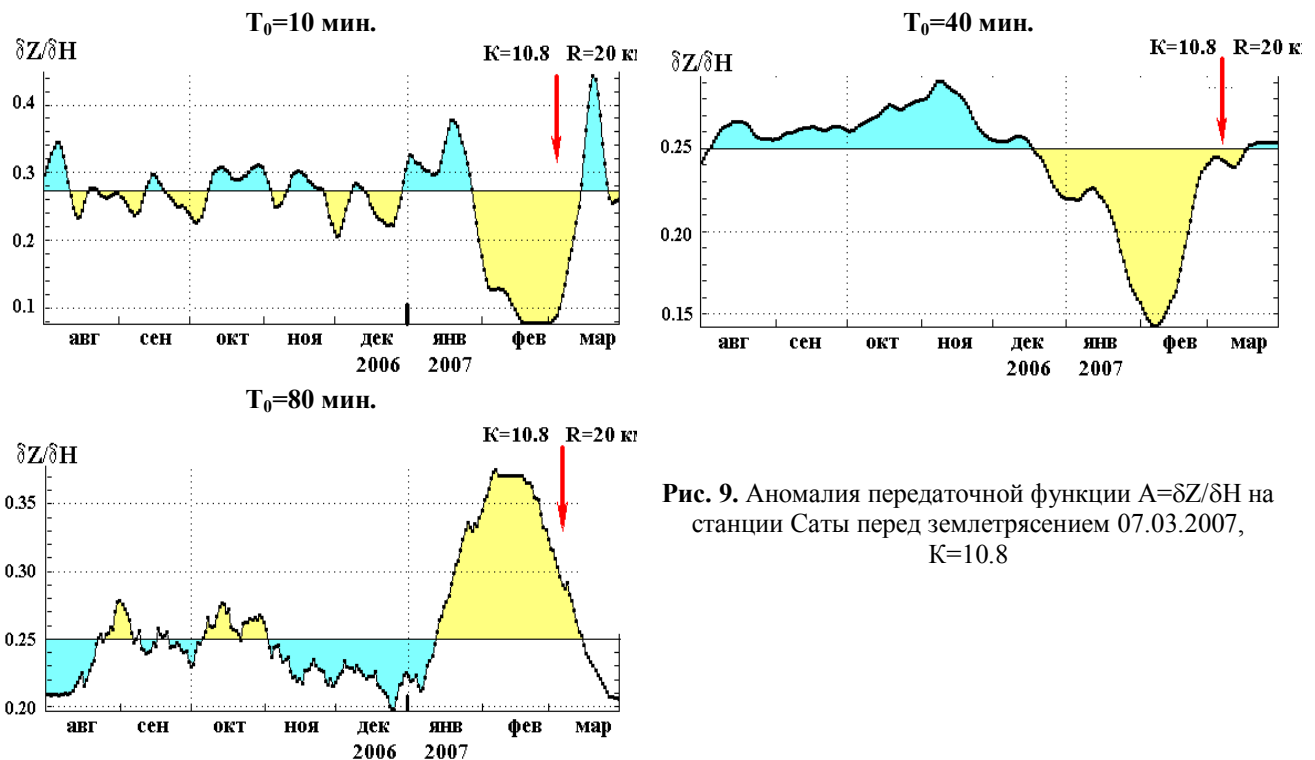 T₀=10 мин.
δZ/δH
K=10.8 R=20 к
0.4
0.3
0.2
0.1
авг сен окт ноя дек янв фев мар
2006 2007
T₀=40 мин.
δZ/δH
K=10.8 R=20 к
0.25
0.20
0.15
авг сен окт ноя дек янв фев мар
2006 2007
T₀=80 мин.
δZ/δH
K=10.8 R=20 к
0.35
0.30
0.25
0.20
авг сен окт ноя дек янв фев мар
2006 2007
Рис. 9. Аномалия передаточной функции A=δZ/δH на
станции Саты перед землетрясением 07.03.2007,
K=10.8